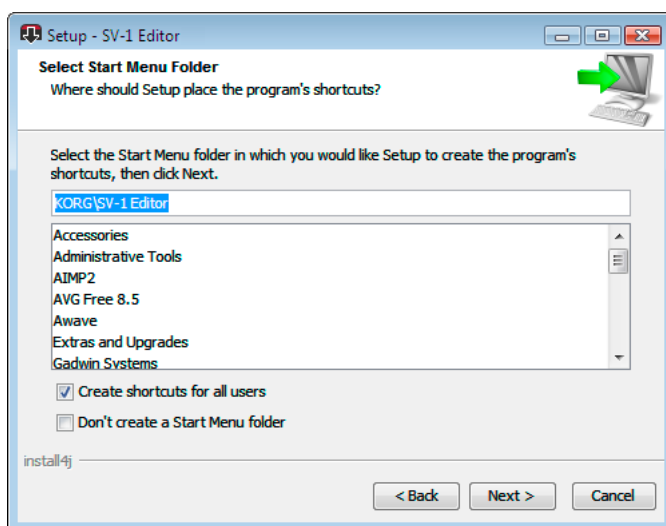 Setup - SV-1 Editor
Select Start Menu Folder
Where should Setup place the program's shortcuts?
Select the Start Menu folder in which you would like Setup to create the program's
shortcuts, then click Next.
KORG\SV-1 Editor
Accessories
Administrative Tools
AIMP2
AVG Free 8.5
Awave
Extras and Upgrades
Gadwin Systems
Create shortcuts for all users
Don't create a Start Menu folder
install4j
< Back Next > Cancel